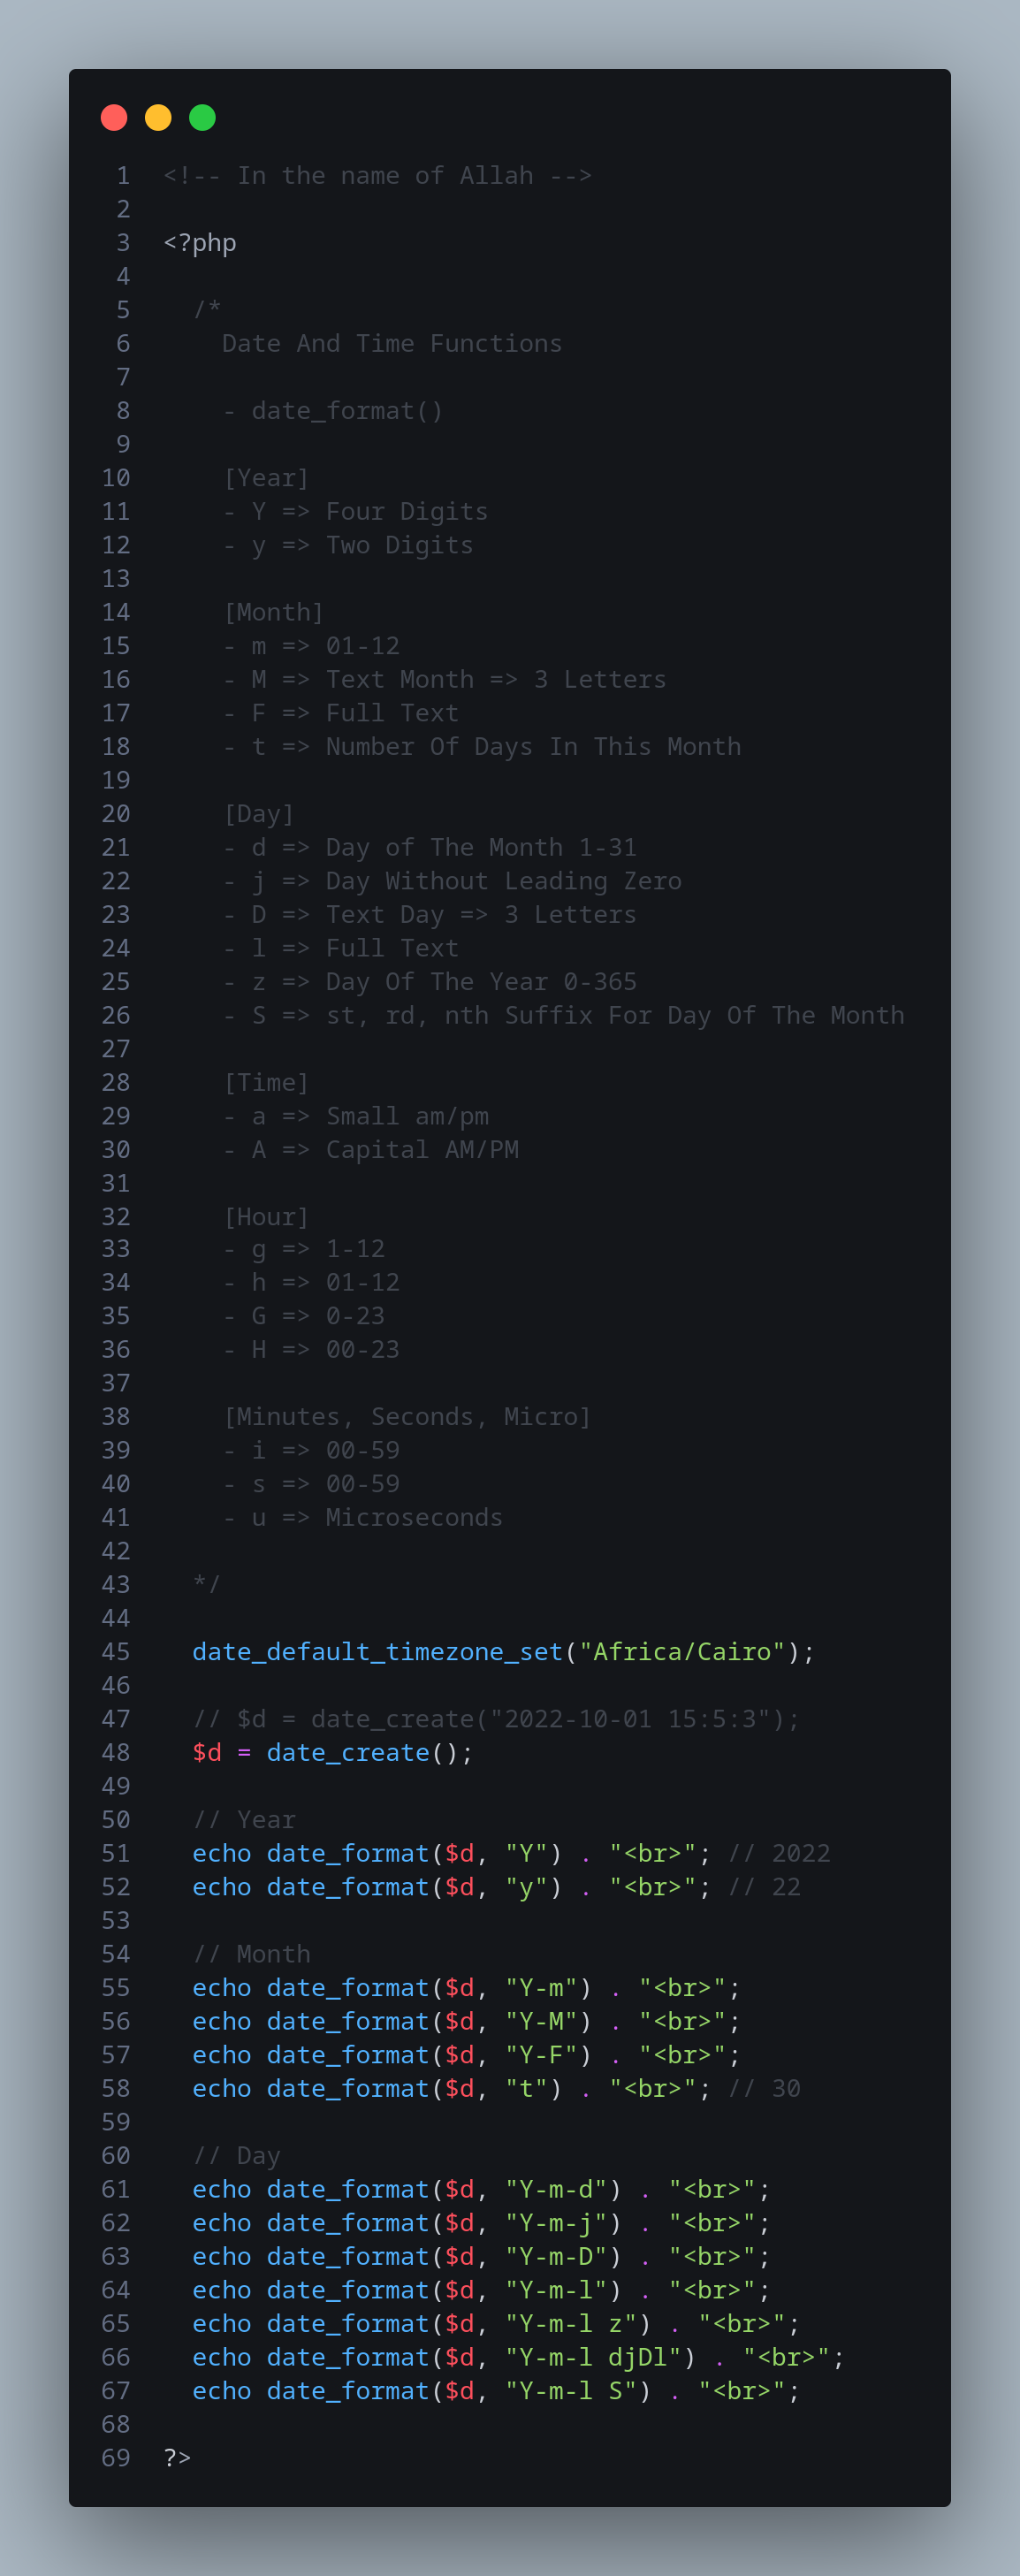 1 <!-- In the name of Allah -->
2
3 <?php
4
5 /*
6 Date And Time Functions
7
8 - date_format()
9
10 [Year]
11 - Y => Four Digits
12 - y => Two Digits
13
14 [Month]
15 - m => 01-12
16 - M => Text Month => 3 Letters
17 - F => Full Text
18 - t => Number Of Days In This Month
19
20 [Day]
21 - d => Day of The Month 1-31
22 - j => Day Without Leading Zero
23 - D => Text Day => 3 Letters
24 - l => Full Text
25 - z => Day Of The Year 0-365
26 - S => st, rd, nth Suffix For Day Of The Month
27
28 [Time]
29 - a => Small am/pm
30 - A => Capital AM/PM
31
32 [Hour]
33 - g => 1-12
34 - h => 01-12
35 - G => 0-23
36 - H => 00-23
37
38 [Minutes, Seconds, Micro]
39 - i => 00-59
40 - s => 00-59
41 - u => Microseconds
42
43 */
44
45 date_default_timezone_set("Africa/Cairo");
46
47 // $d = date_create("2022-10-01 15:5:3");
48 $d = date_create();
49
50 // Year
51 echo date_format($d, "Y") . "<br>"; // 2022
52 echo date_format($d, "y") . "<br>"; // 22
53
54 // Month
55 echo date_format($d, "Y-m") . "<br>";
56 echo date_format($d, "Y-M") . "<br>";
57 echo date_format($d, "Y-F") . "<br>";
58 echo date_format($d, "t") . "<br>"; // 30
59
60 // Day
61 echo date_format($d, "Y-m-d") . "<br>";
62 echo date_format($d, "Y-m-j") . "<br>";
63 echo date_format($d, "Y-m-D") . "<br>";
64 echo date_format($d, "Y-m-l") . "<br>";
65 echo date_format($d, "Y-m-l z") . "<br>";
66 echo date_format($d, "Y-m-l djDl") . "<br>";
67 echo date_format($d, "Y-m-l S") . "<br>";
68
69 ?>